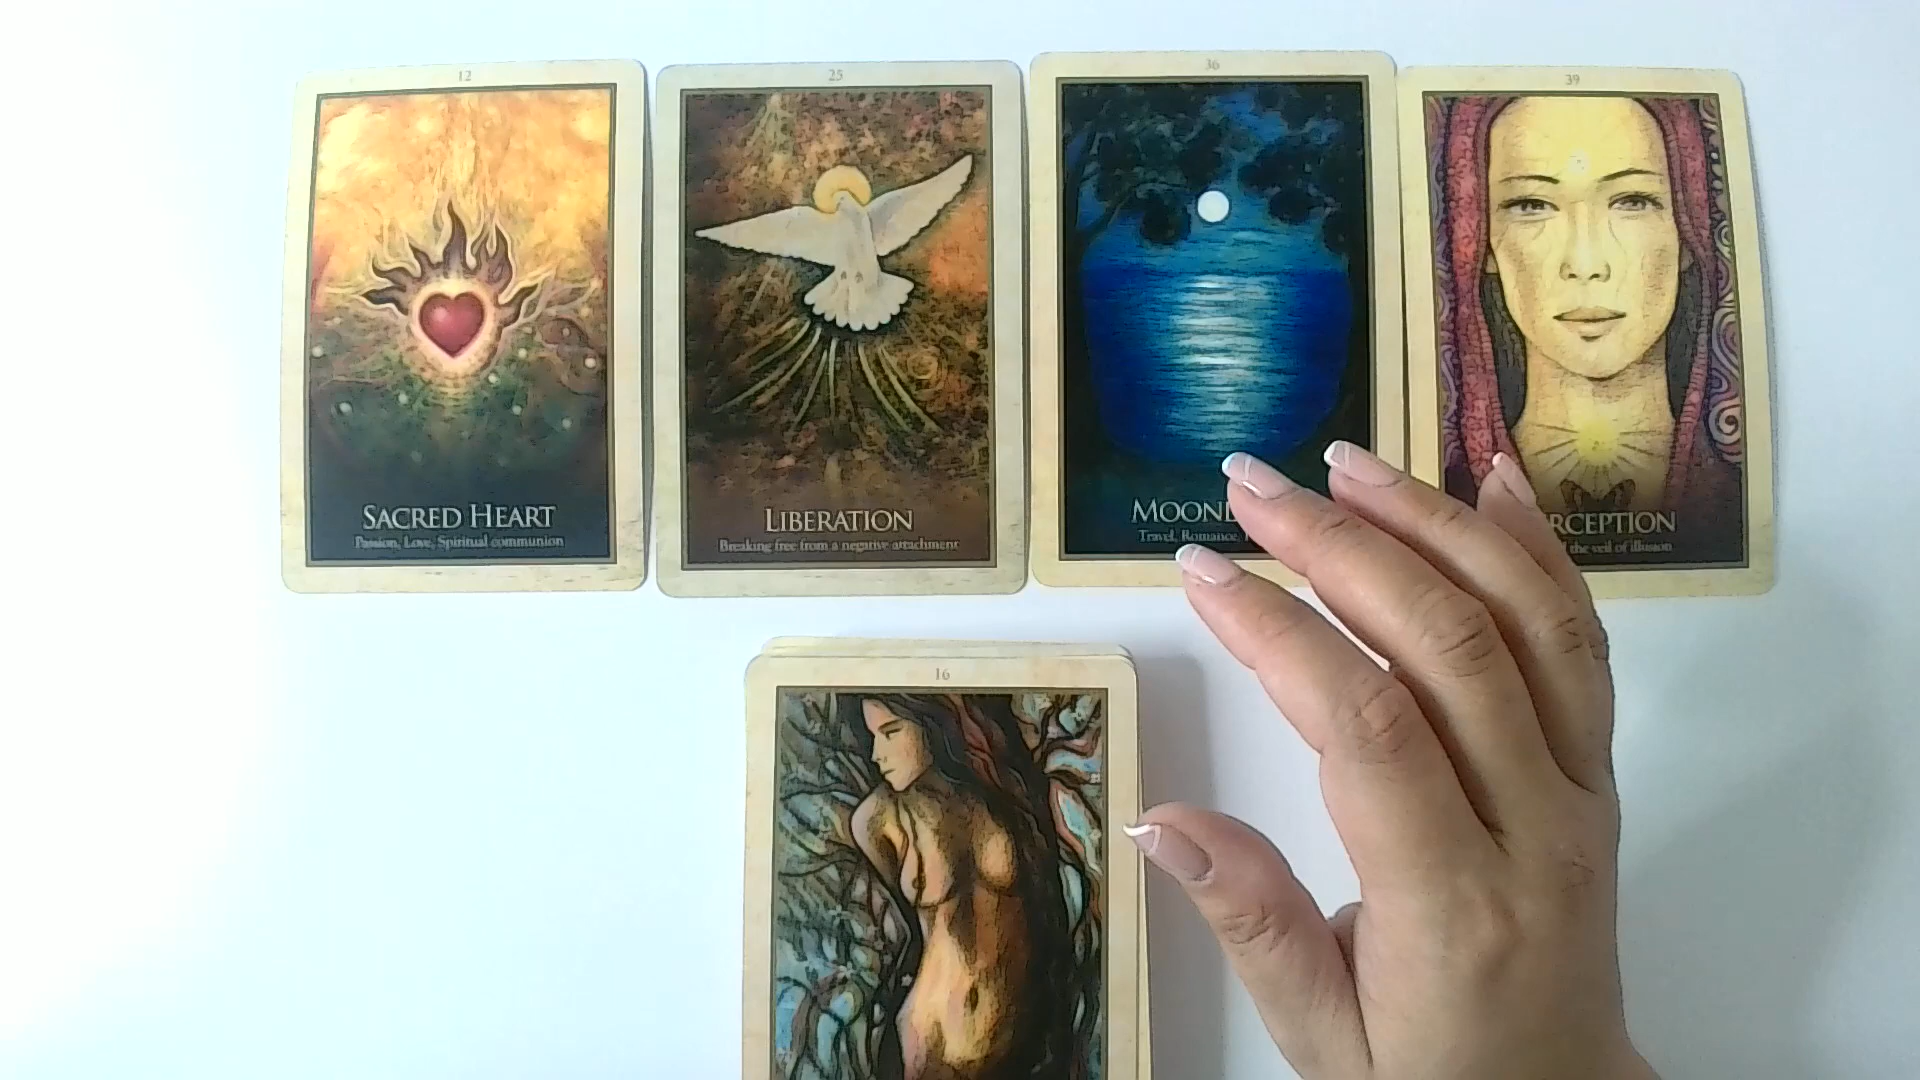 12
SACRED HEART
Passion, Love, Spiritual communion
25
LIBERATION
Breaking free from a negative attachment
36
MOON
Travel, Romance,
39
RCEPTION
the veil of illusion
16